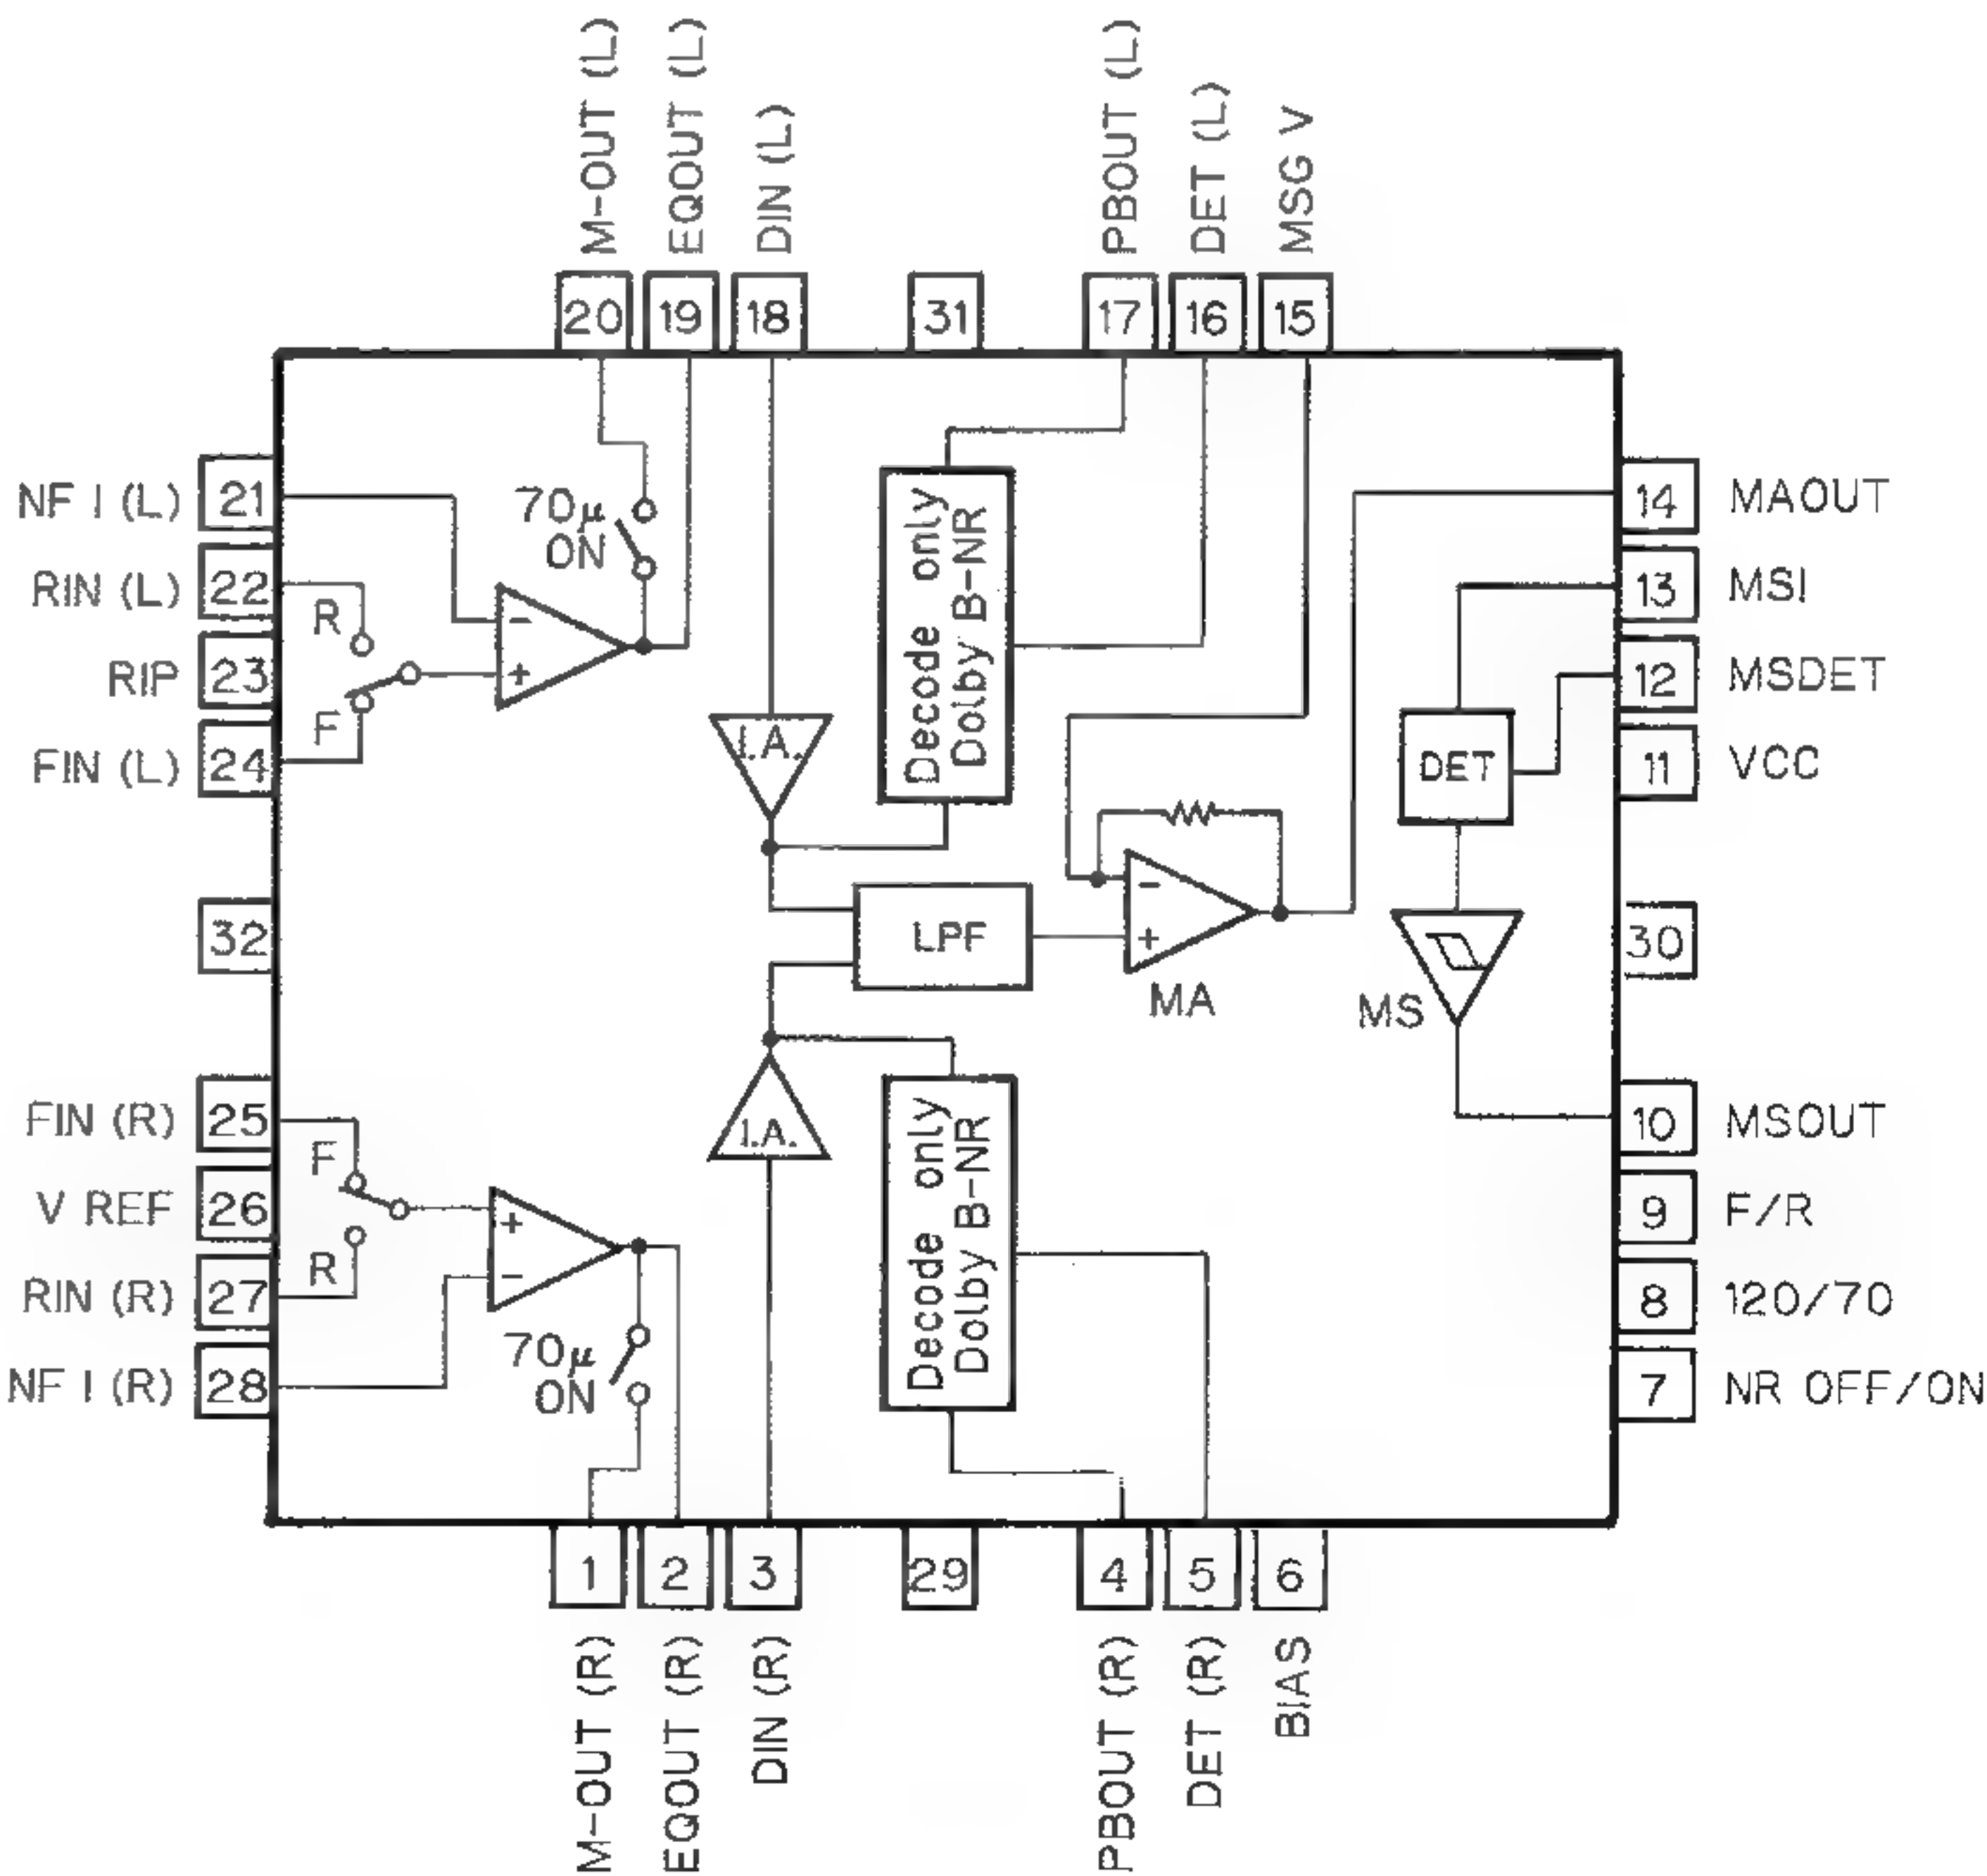 M-OUT (L)
EQOUT (L)
DIN (L)
PBOUT (L)
DET (L)
MSG V
20
19
18
31
17
16
15
NF I (L)
21
RIN (L)
22
RIP
23
FIN (L)
24
32
FIN (R)
25
V REF
26
RIN (R)
27
NF I (R)
28
R
F
-
+
70μ
ON
I.A.
Decode only
Dolby B-NR
LPF
-
+
MA
DET
MS
14
MAOUT
13
MSI
12
MSDET
11
VCC
30
10
MSOUT
9
F/R
8
120/70
7
NR OFF/ON
F
R
+
-
70μ
ON
I.A.
Decode only
Dolby B-NR
1
2
3
29
4
5
6
M-OUT (R)
EQOUT (R)
DIN (R)
PBOUT (R)
DET (R)
BIAS